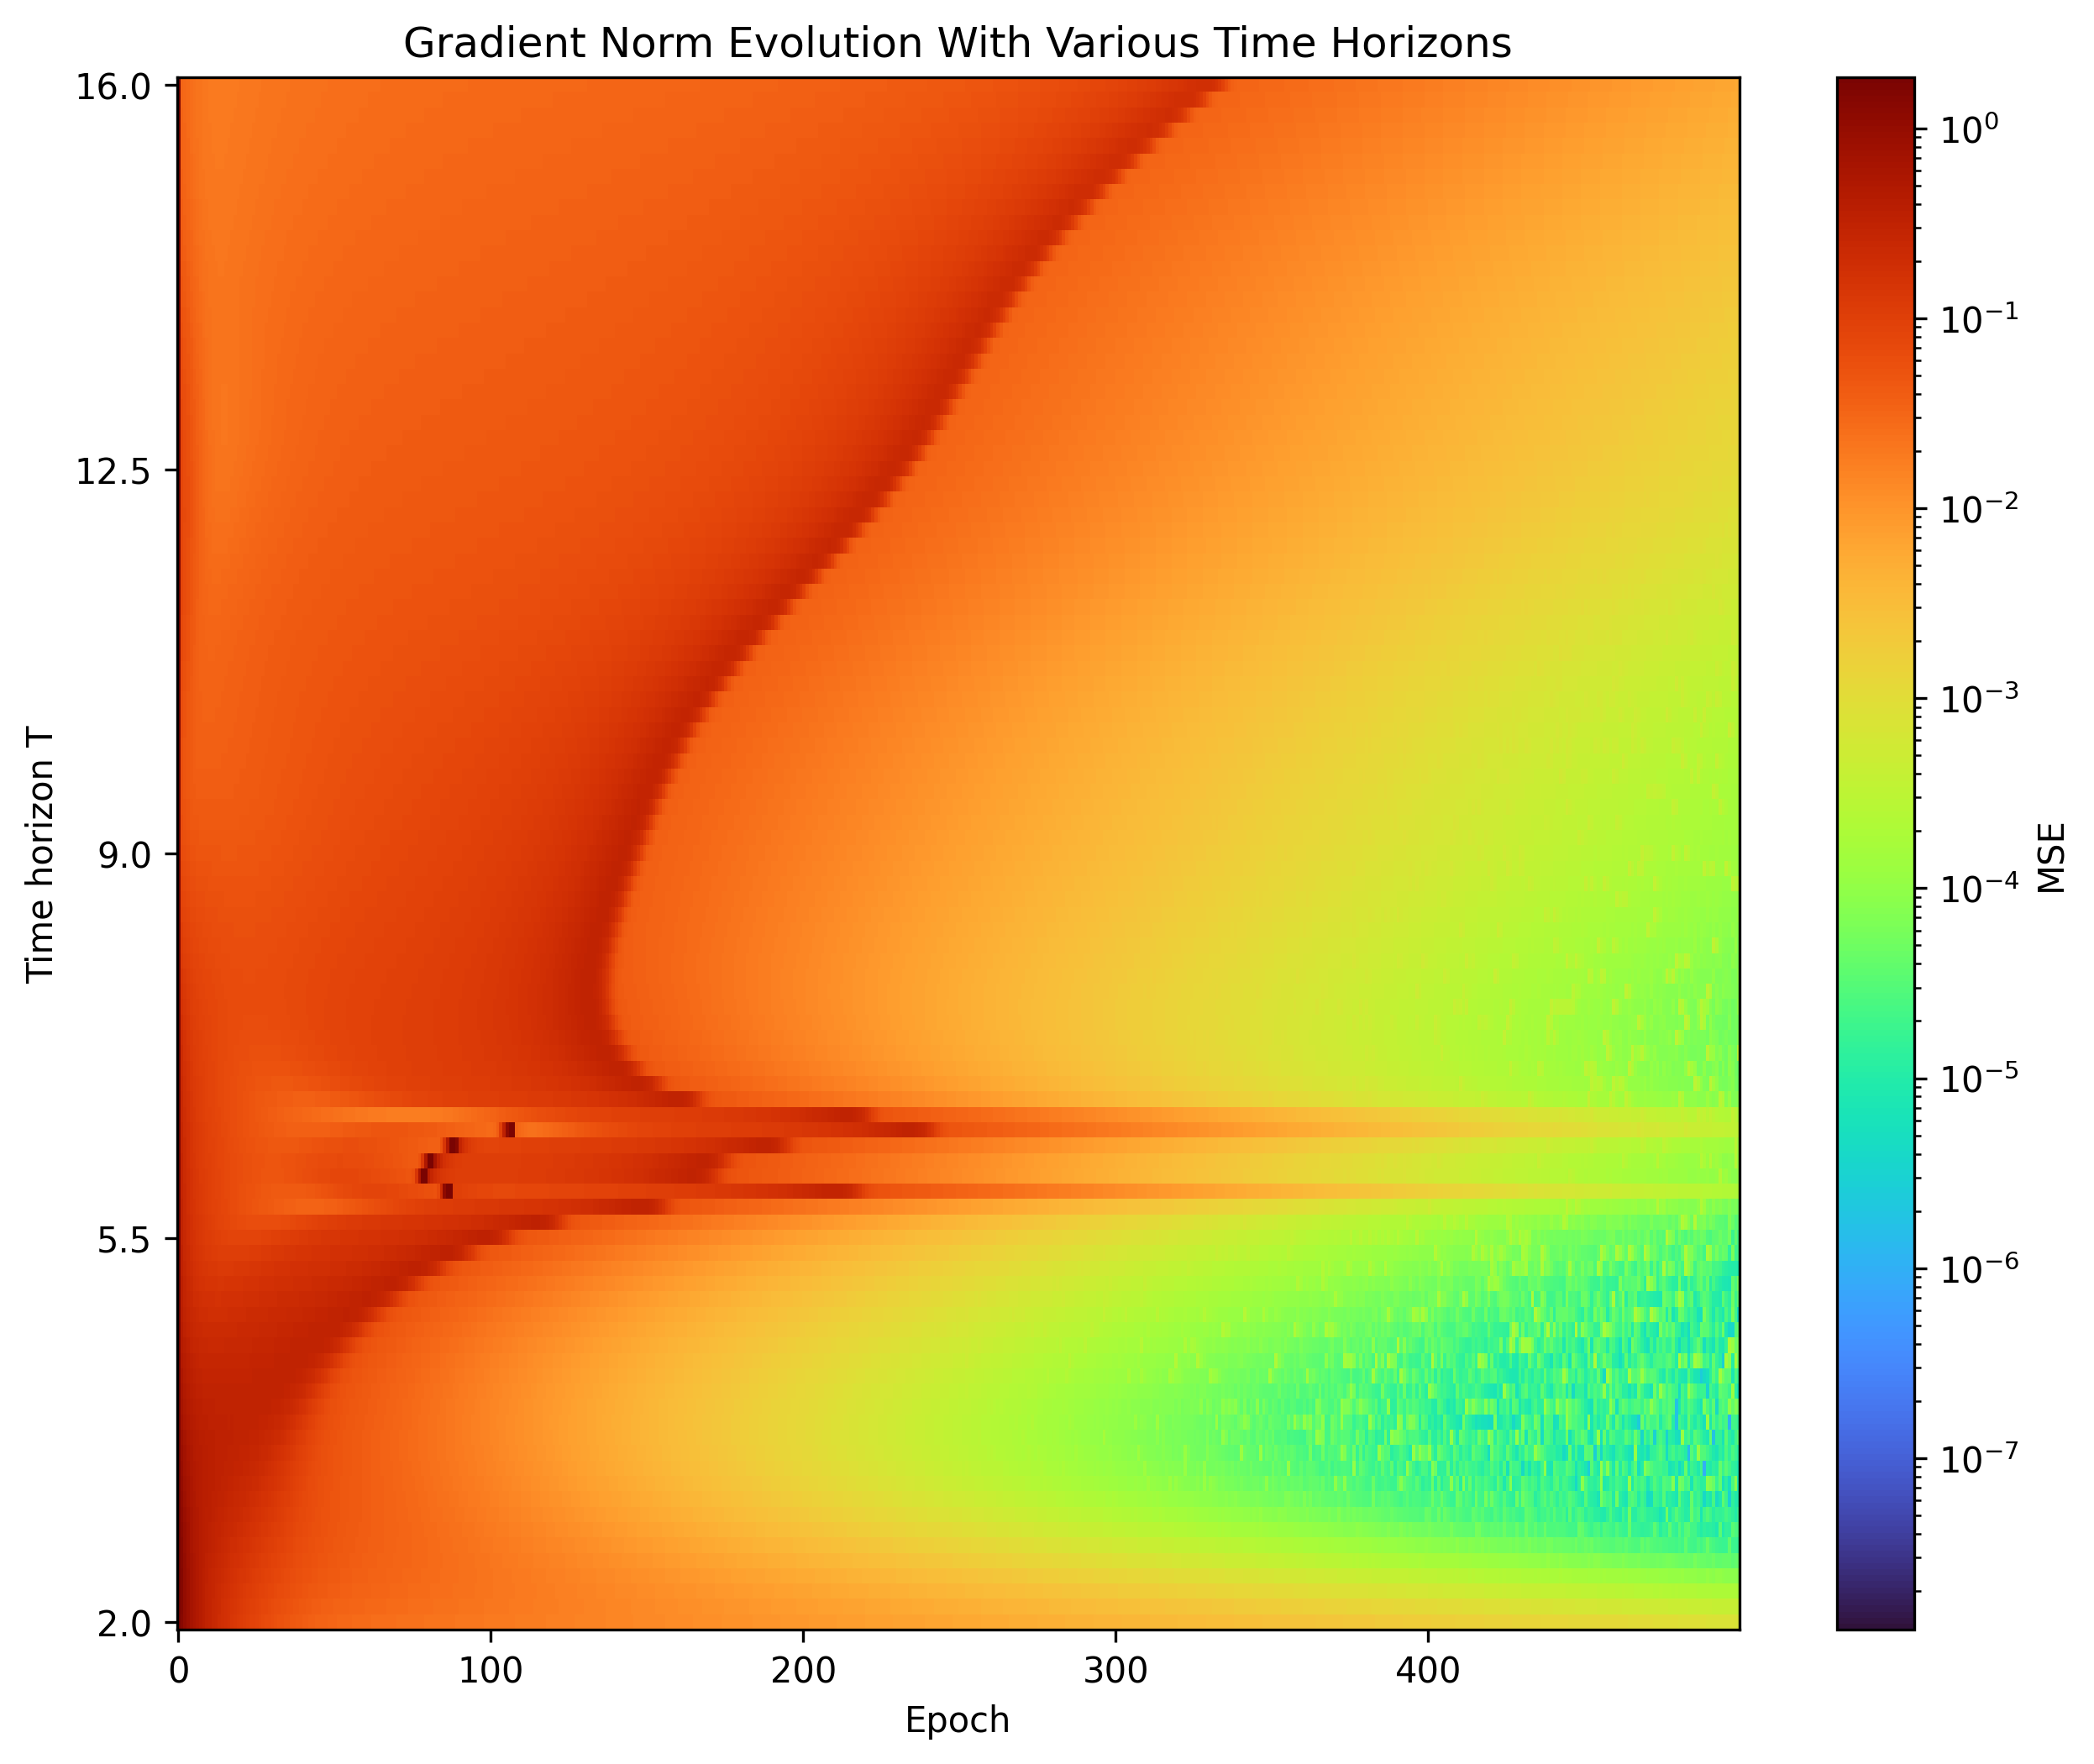 Gradient Norm Evolution With Various Time Horizons
16.0
12.5
9.0
5.5
2.0
Time horizon T
0 100 200 300 400
Epoch
10⁰
10⁻¹
10⁻²
10⁻³
10⁻⁴
10⁻⁵
10⁻⁶
10⁻⁷
MSE